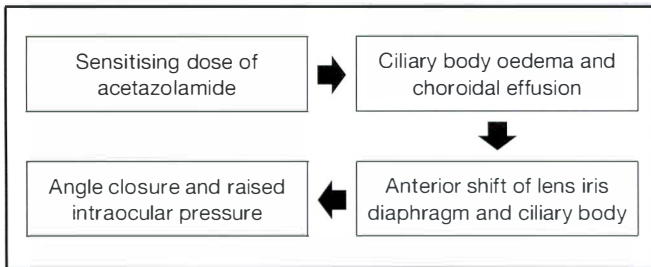 Sensitising dose of
acetazolamide
Ciliary body oedema and
choroidal effusion
Anterior shift of lens iris
diaphragm and ciliary body
Angle closure and raised
intraocular pressure